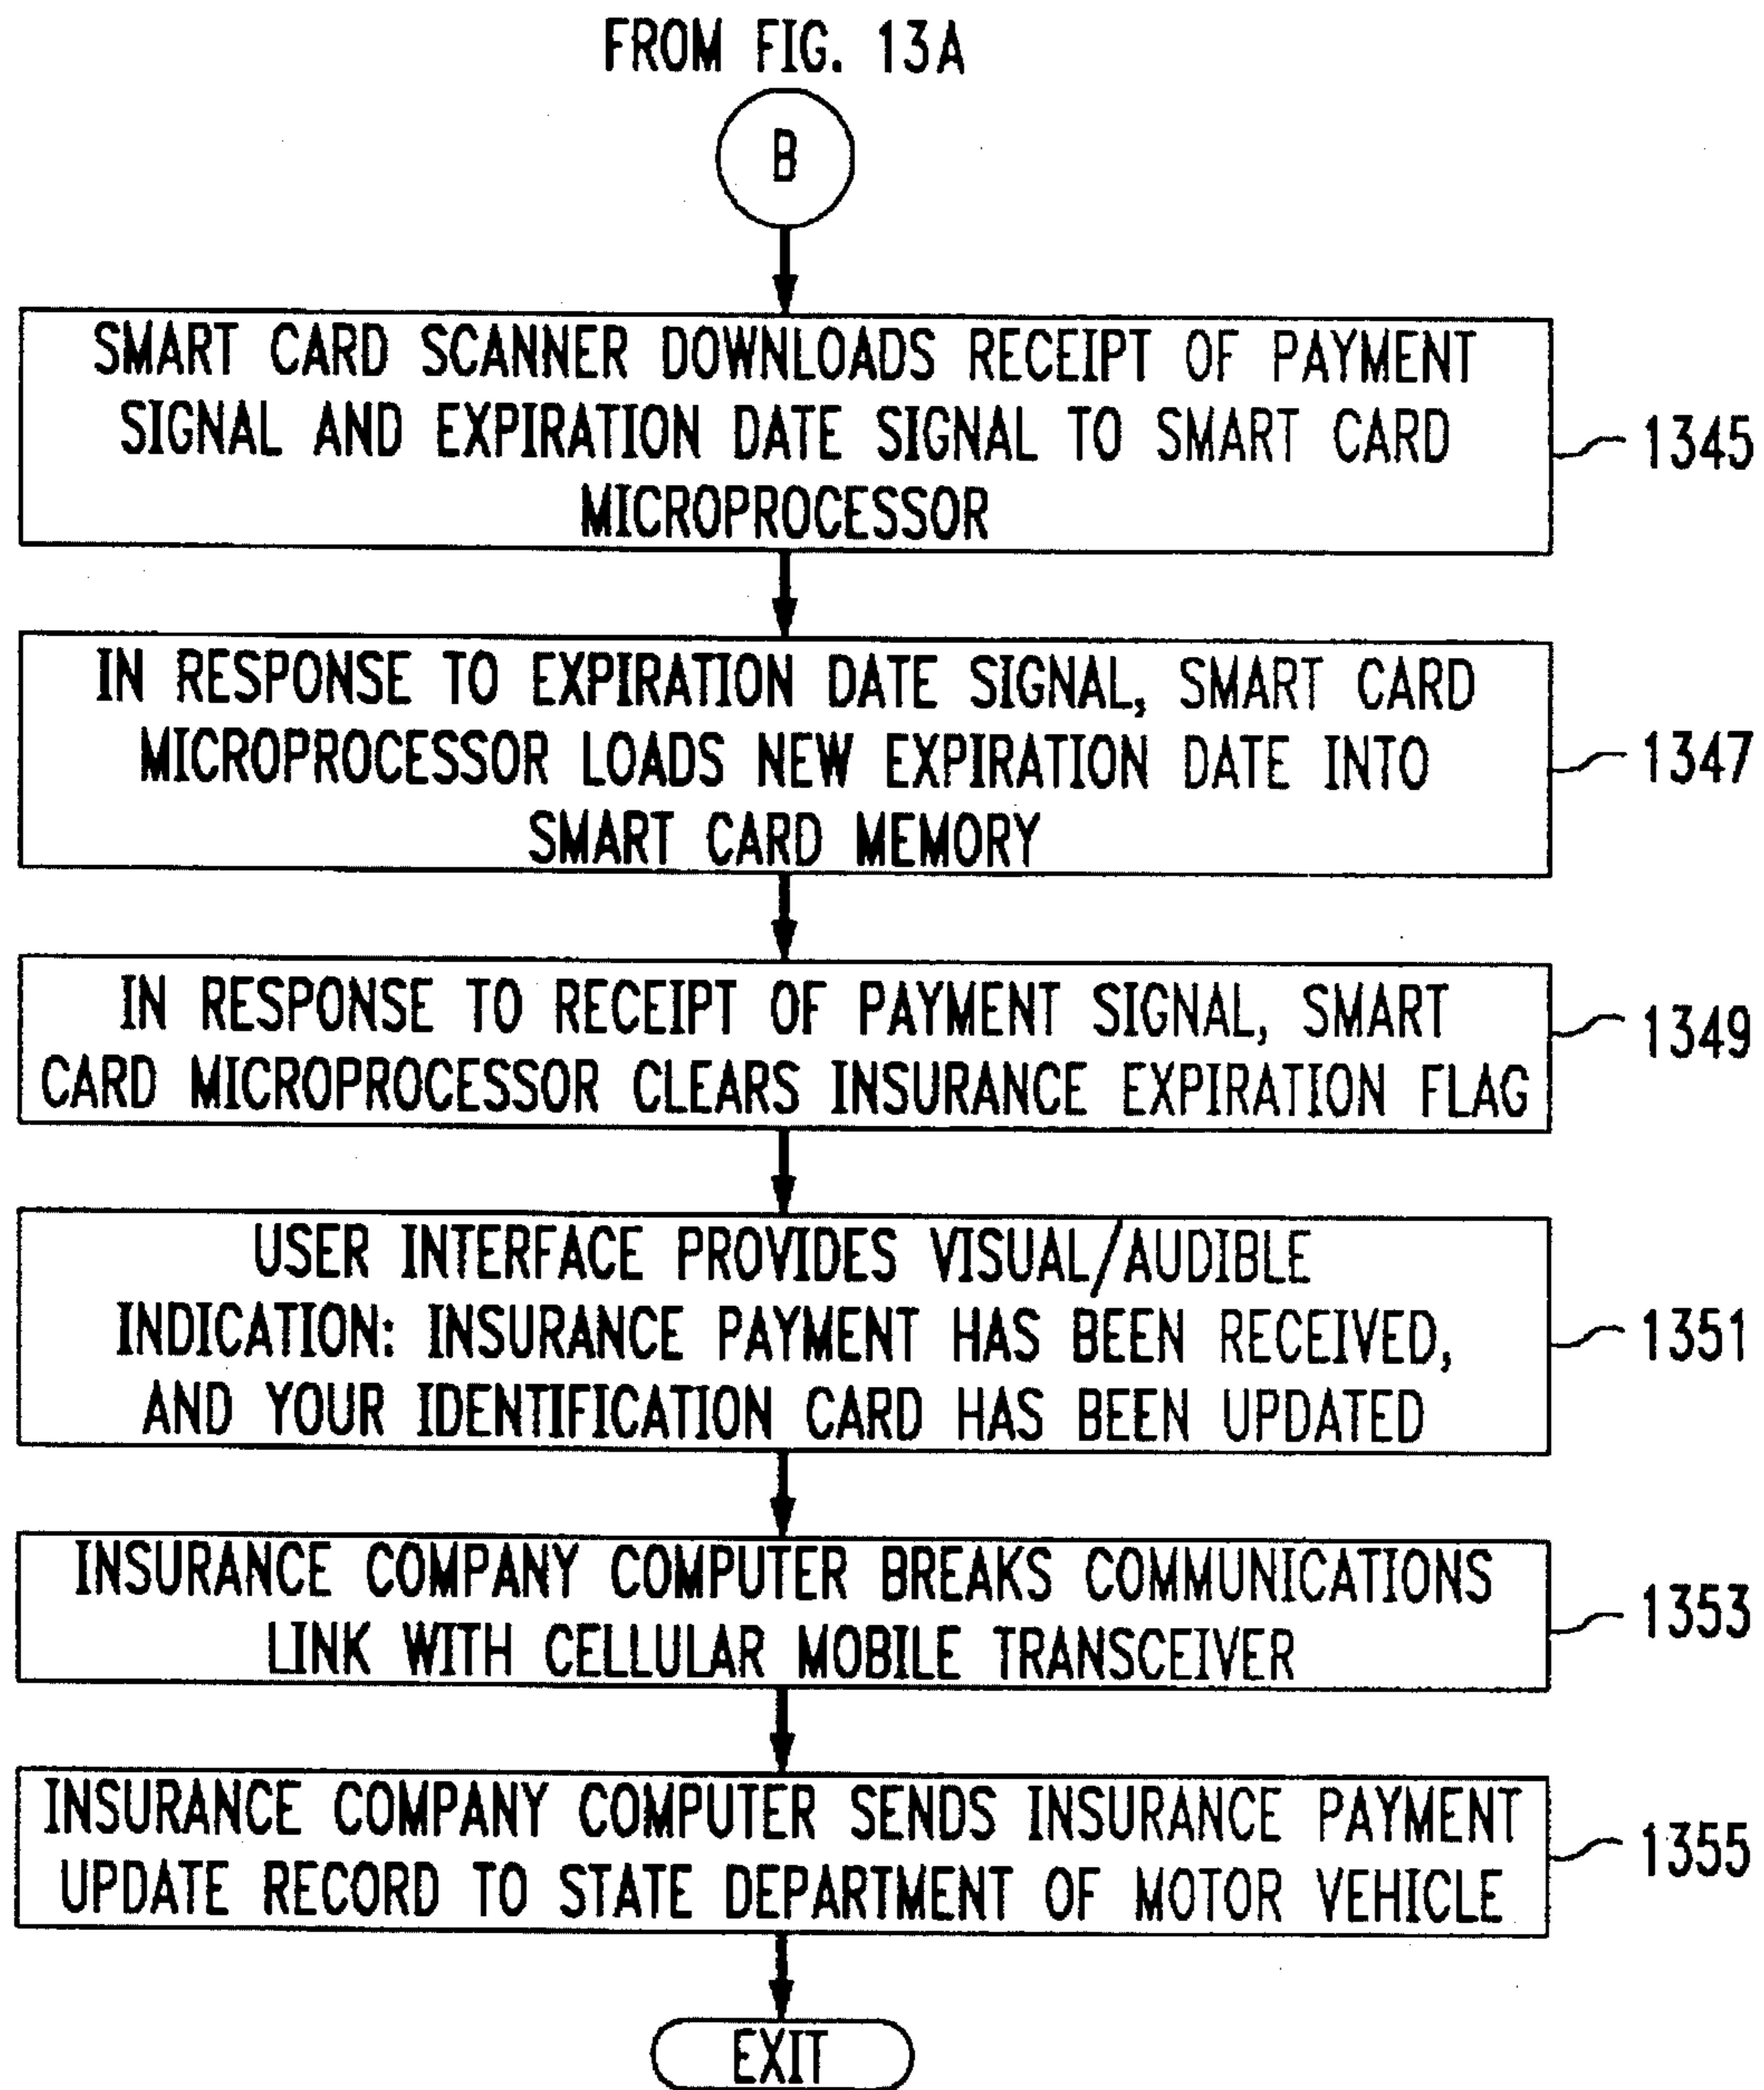 FROM FIG. 13A
B
SMART CARD SCANNER DOWNLOADS RECEIPT OF PAYMENT
SIGNAL AND EXPIRATION DATE SIGNAL TO SMART CARD
MICROPROCESSOR
1345
IN RESPONSE TO EXPIRATION DATE SIGNAL, SMART CARD
MICROPROCESSOR LOADS NEW EXPIRATION DATE INTO
SMART CARD MEMORY
1347
IN RESPONSE TO RECEIPT OF PAYMENT SIGNAL, SMART
CARD MICROPROCESSOR CLEARS INSURANCE EXPIRATION FLAG
1349
USER INTERFACE PROVIDES VISUAL/AUDIBLE
INDICATION: INSURANCE PAYMENT HAS BEEN RECEIVED,
AND YOUR IDENTIFICATION CARD HAS BEEN UPDATED
1351
INSURANCE COMPANY COMPUTER BREAKS COMMUNICATIONS
LINK WITH CELLULAR MOBILE TRANSCEIVER
1353
INSURANCE COMPANY COMPUTER SENDS INSURANCE PAYMENT
UPDATE RECORD TO STATE DEPARTMENT OF MOTOR VEHICLE
1355
EXIT